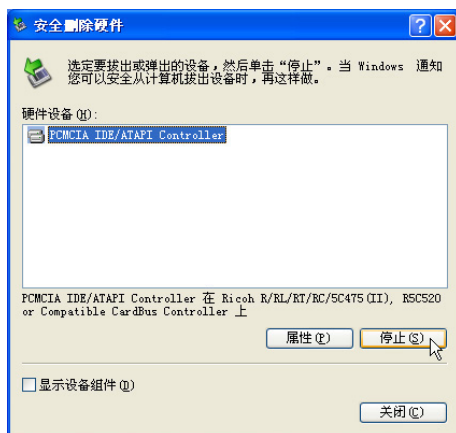 安全删除硬件
选定要拔出或弹出的设备，然后单击“停止”。当 Windows 通知
您可以安全从计算机拔出设备时，再这样做。
硬件设备(H):
PCMCIA IDE/ATAPI Controller
PCMCIA IDE/ATAPI Controller 在 Ricoh R/RL/RT/RC/5C475(II), R5C520
or Compatible CardBus Controller 上
属性(P) 停止(S)
显示设备组件(D)
关闭(C)